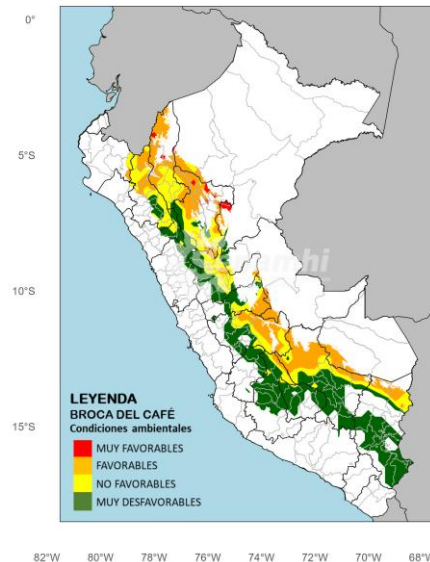 0°
5°S
10°S
15°S
LEYENDA
BROCA DEL CAFÉ
Condiciones ambientales
MUY FAVORABLES
FAVORABLES
NO FAVORABLES
MUY DESFAVORABLES
82°W 80°W 78°W 76°W 74°W 72°W 70°W 68°W